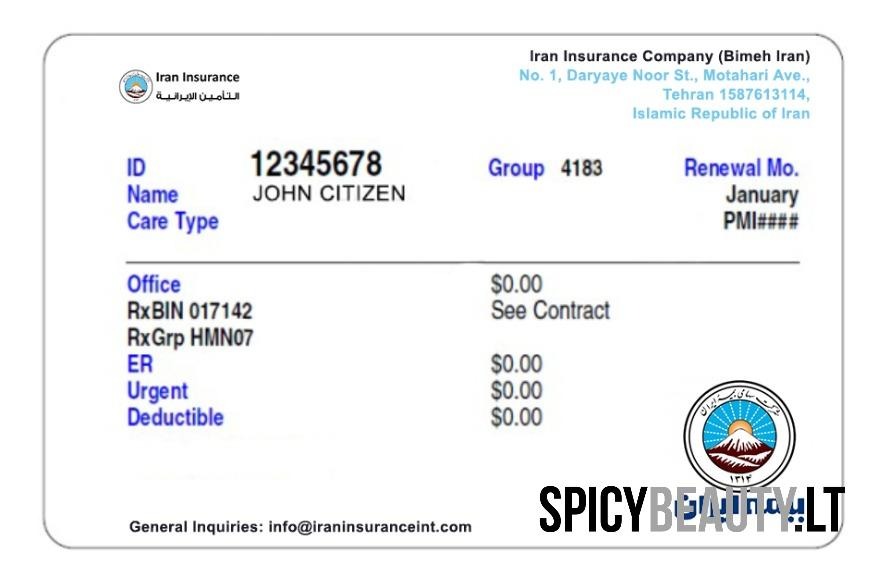 Iran Insurance
التأمين الإيرانية
Iran Insurance Company (Bimeh Iran)
No. 1, Daryaye Noor St., Motahari Ave.,
Tehran 1587613114,
Islamic Republic of Iran
ID 12345678 Group 4183 Renewal Mo.
Name JOHN CITIZEN January
Care Type PMI####
Office $0.00
RxBIN 017142 See Contract
RxGrp HMN07
ER $0.00
Urgent $0.00
Deductible $0.00
شرکت سهامی بیمه ایران
۱۳۱۴
بیمه ایران
SPICYBEAUTY.LT
General Inquiries: info@iraninsuranceint.com